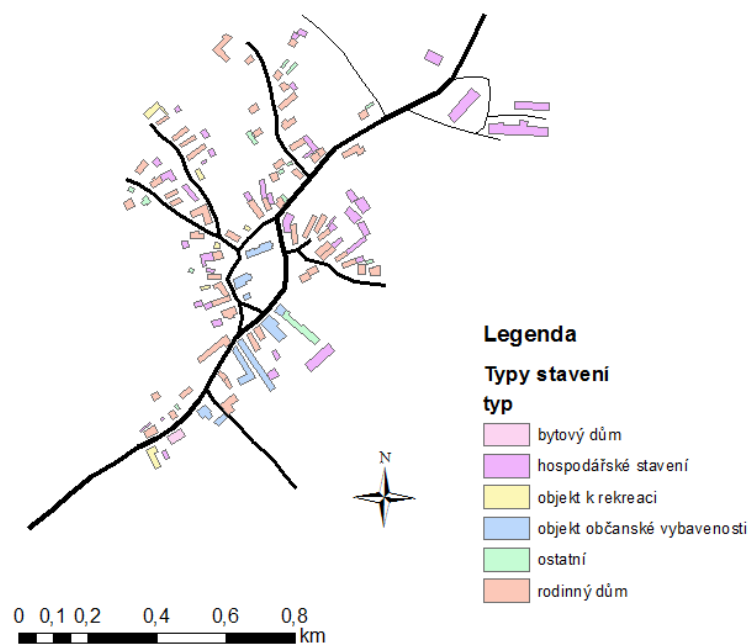 Legenda
Typy stavení
typ
bytový dům
hospodářské stavení
objekt k rekreaci
N
objekt občanské vybavenosti
ostatní
rodinný dům
0 0,1 0,2 0,4 0,6 0,8
km